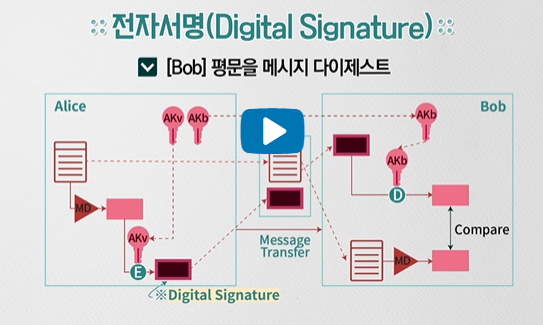 전자서명(Digital Signature)
[Bob] 평문을 메시지 다이제스트
Alice
Bob
AKv
AKb
AKb
AKb
MD
AKv
D
Compare
E
Message
Transfer
MD
※Digital Signature